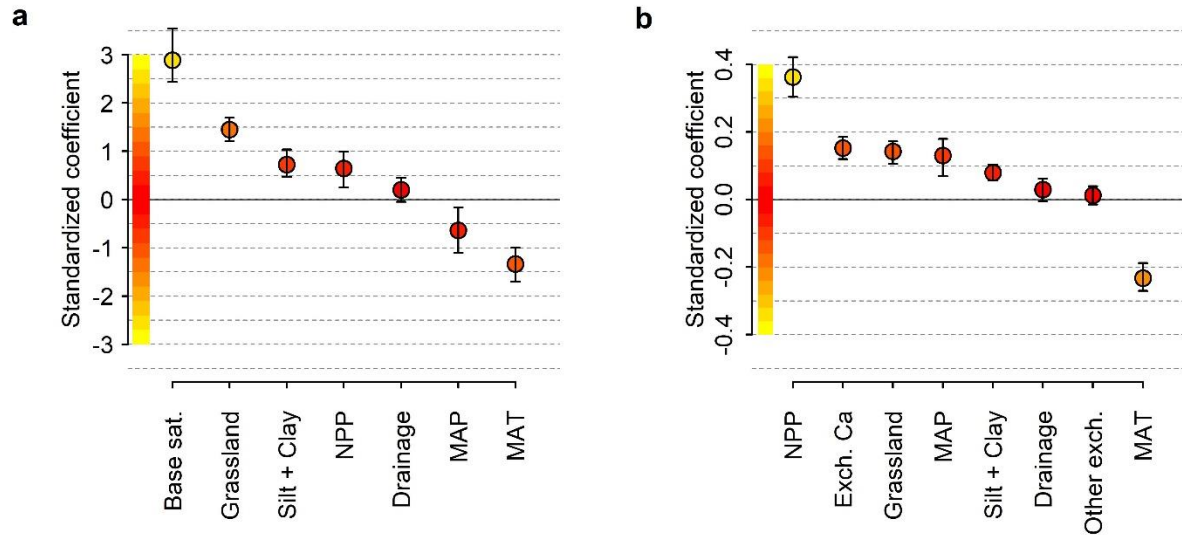 a
Standardized coefficient
3
2
1
0
-1
-2
-3
Base sat.
Grassland
Silt + Clay
NPP
Drainage
MAP
MAT
b
Standardized coefficient
0.4
0.2
0.0
-0.2
-0.4
NPP
Exch. Ca
Grassland
MAP
Silt + Clay
Drainage
Other exch.
MAT